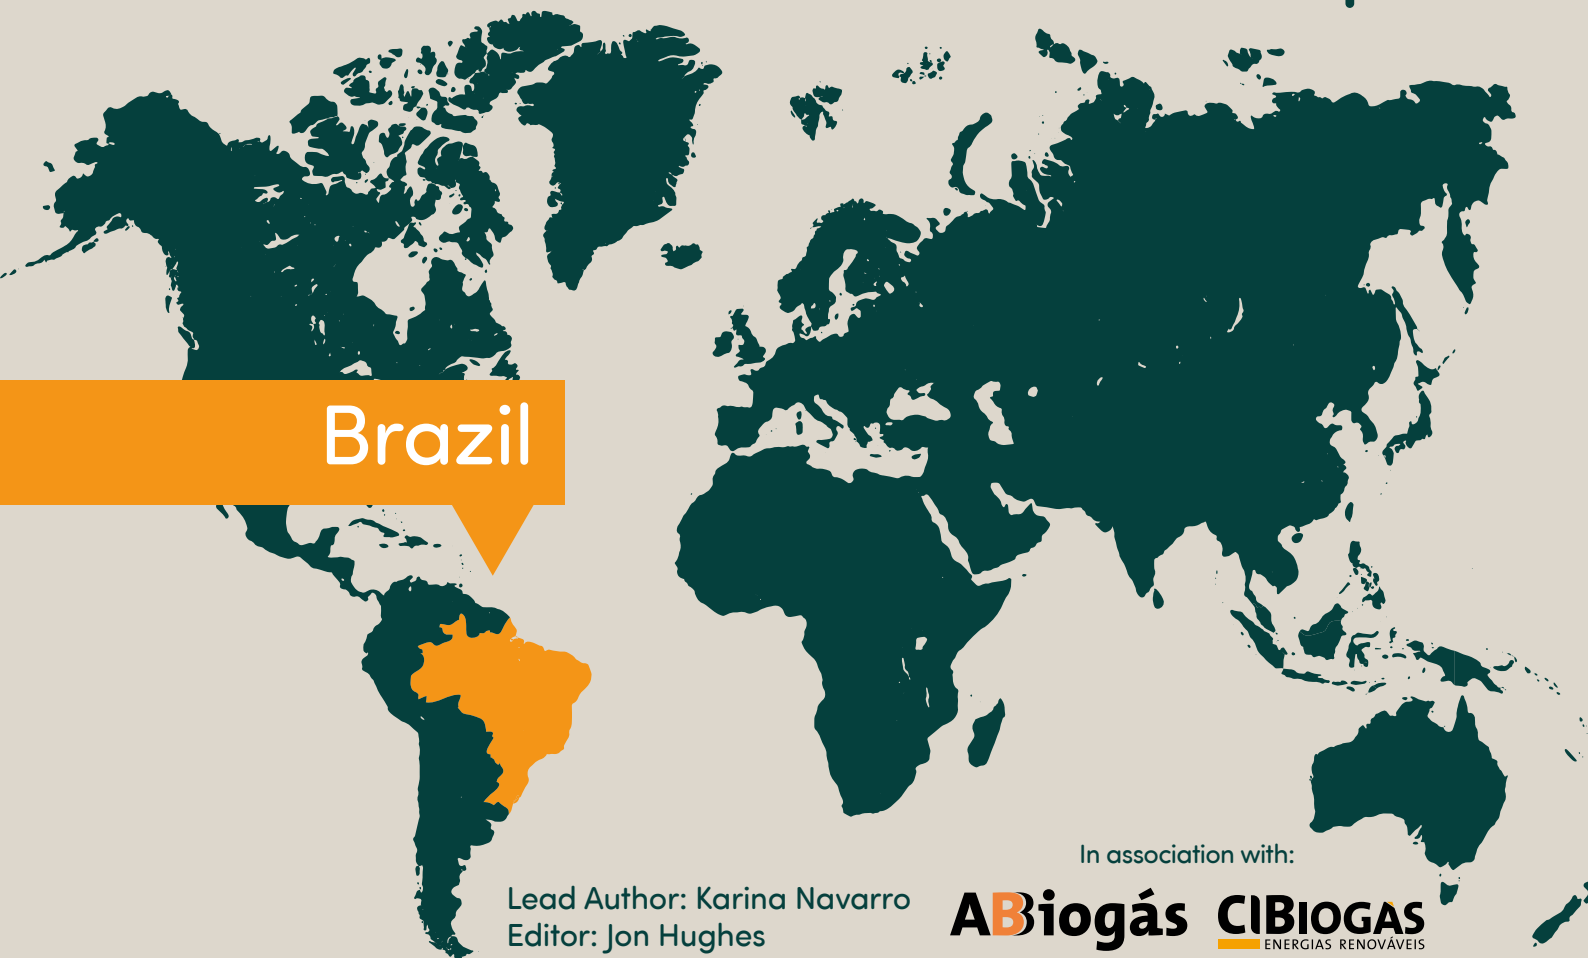 Brazil
In association with:
Lead Author: Karina Navarro
Editor: Jon Hughes
ABiogás
CIBIOGÁS
ENERGIAS RENOVÁVEIS